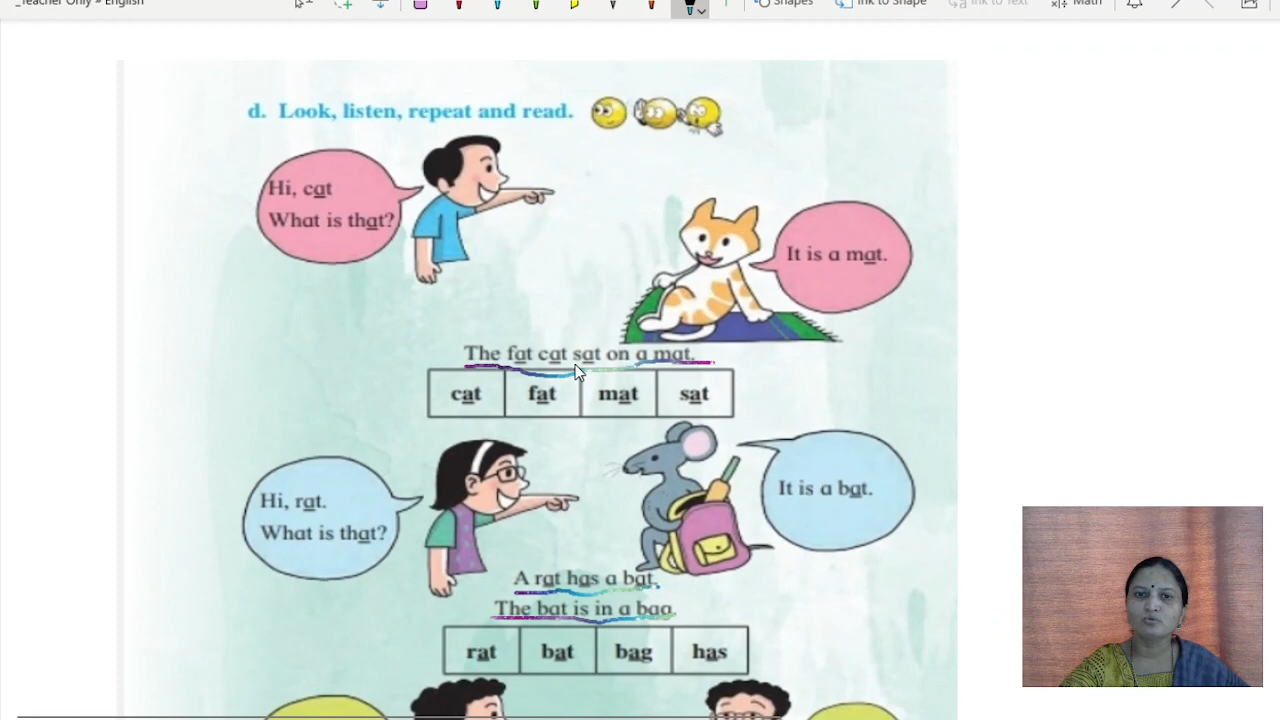 _Teacher Only » English
Shapes
Ink to Shape
Ink to Text
Math
d. Look, listen, repeat and read.
Hi, cat
What is that?
It is a mat.
The fat cat sat on a mat.
cat fat mat sat
Hi, rat.
What is that?
It is a bat.
A rat has a bat.
The bat is in a bag.
rat bat bag has